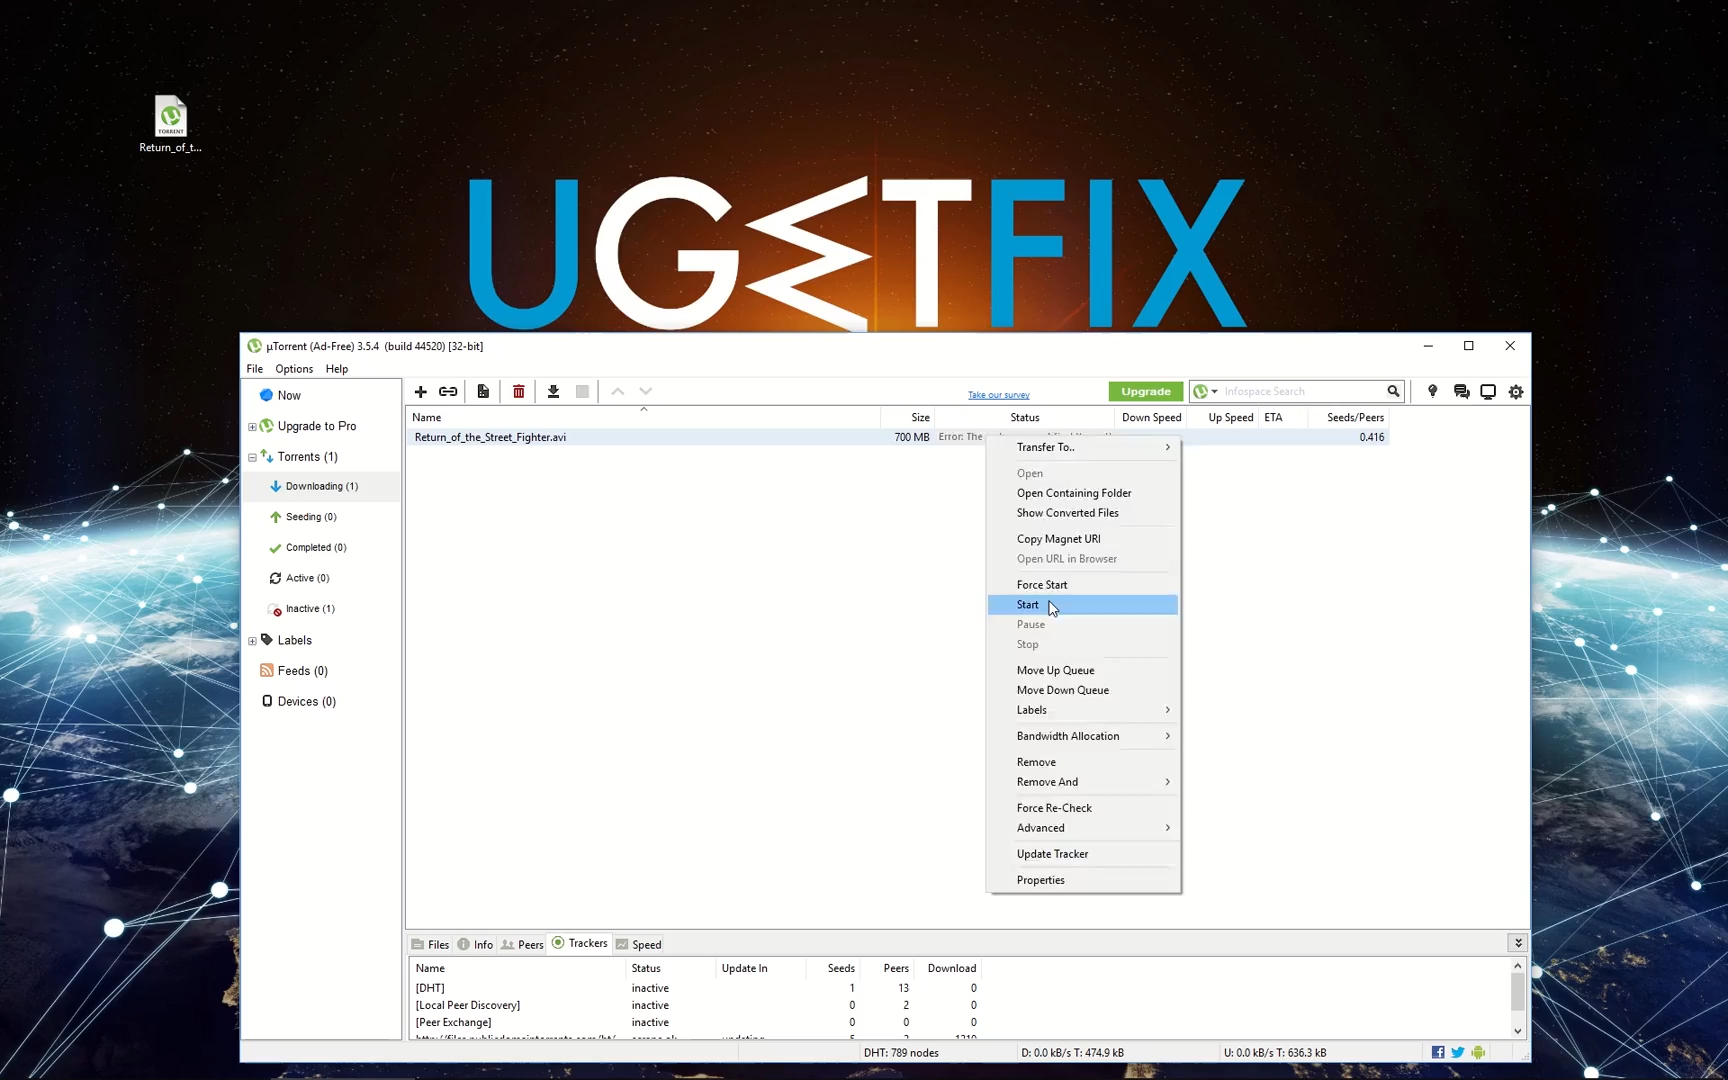 TORRENT
Return_of_t...
UGETFIX
µTorrent (Ad-Free) 3.5.4 (build 44520) [32-bit]
File Options Help
Now
Upgrade to Pro
Torrents (1)
Downloading (1)
Seeding (0)
Completed (0)
Active (0)
Inactive (1)
Labels
Feeds (0)
Devices (0)
Take our survey
Upgrade
Infospace Search
Name Size Status Down Speed Up Speed ETA Seeds/Peers
Return_of_the_Street_Fighter.avi 700 MB Error: The 0.416
Transfer To..
Open
Open Containing Folder
Show Converted Files
Copy Magnet URI
Open URL in Browser
Force Start
Start
Pause
Stop
Move Up Queue
Move Down Queue
Labels
Bandwidth Allocation
Remove
Remove And
Force Re-Check
Advanced
Update Tracker
Properties
Files Info Peers Trackers Speed
Name Status Update In Seeds Peers Download
[DHT] inactive 1 13 0
[Local Peer Discovery] inactive 0 2 0
[Peer Exchange] inactive 0 0 0
DHT: 789 nodes D: 0.0 kB/s T: 474.9 kB U: 0.0 kB/s T: 636.3 kB